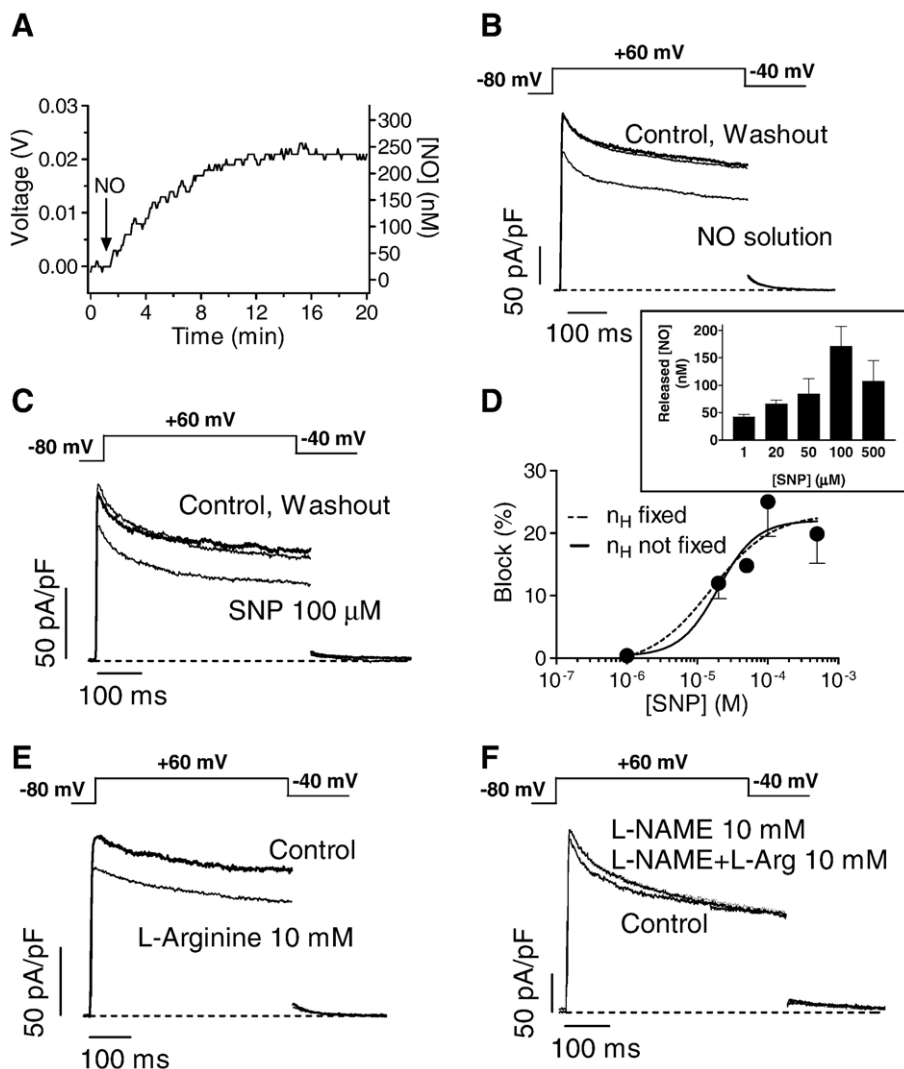 A
0.03
0.02
0.01
0.00
Voltage (V)
NO
300
250
200
150
100
50
0
[NO] (nM)
0 4 8 12 16 20
Time (min)
B
+60 mV
-80 mV
-40 mV
Control, Washout
NO solution
50 pA/pF
100 ms
C
+60 mV
-80 mV
-40 mV
Control, Washout
SNP 100 μM
50 pA/pF
100 ms
D
200
150
100
50
0
Released [NO]
(nM)
1 20 50 100 500
[SNP] (μM)
30
20
10
0
Block (%)
n_H fixed
n_H not fixed
10⁻⁷ 10⁻⁶ 10⁻⁵ 10⁻⁴ 10⁻³
[SNP] (M)
E
+60 mV
-80 mV
-40 mV
Control
L-Arginine 10 mM
50 pA/pF
100 ms
F
+60 mV
-80 mV
-40 mV
L-NAME 10 mM
L-NAME+L-Arg 10 mM
Control
50 pA/pF
100 ms